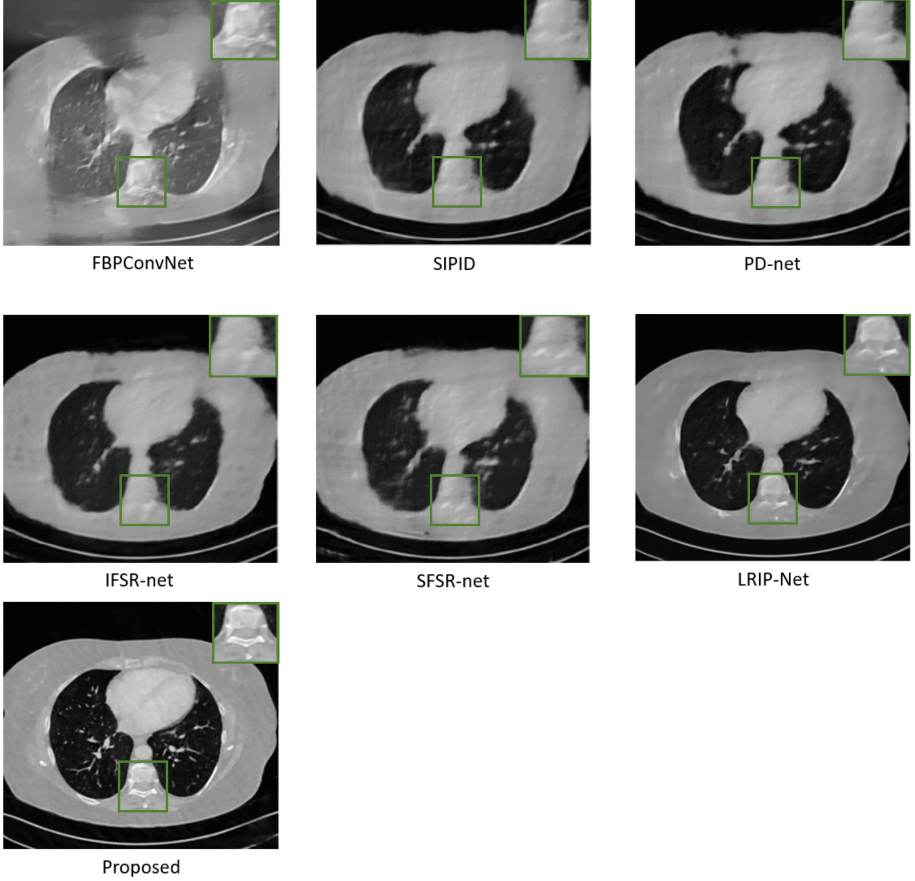 FBPConvNet
SIPID
PD-net
IFSR-net
SFSR-net
LRIP-Net
Proposed